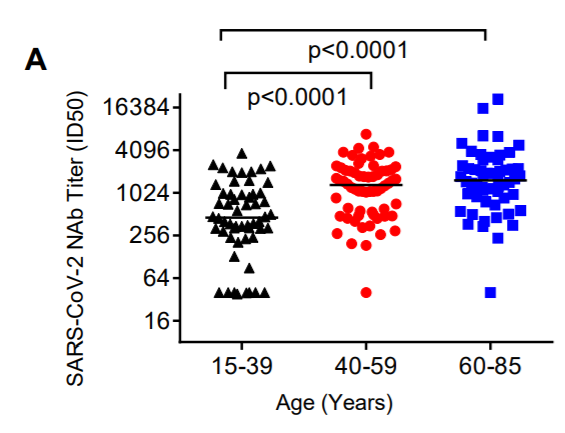 A
p<0.0001
p<0.0001
SARS-CoV-2 NAb Titer (ID50)
16384
4096
1024
256
64
16
15-39 40-59 60-85
Age (Years)